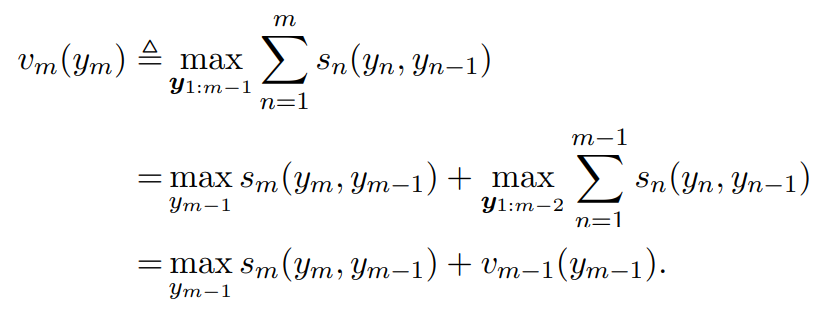 v_m(y_m) ≜ max_{y_{1:m−1}} ∑_{n=1}^{m} s_n(y_n, y_{n−1})
= max_{y_{m−1}} s_m(y_m, y_{m−1}) + max_{y_{1:m−2}} ∑_{n=1}^{m−1} s_n(y_n, y_{n−1})
= max_{y_{m−1}} s_m(y_m, y_{m−1}) + v_{m−1}(y_{m−1}).